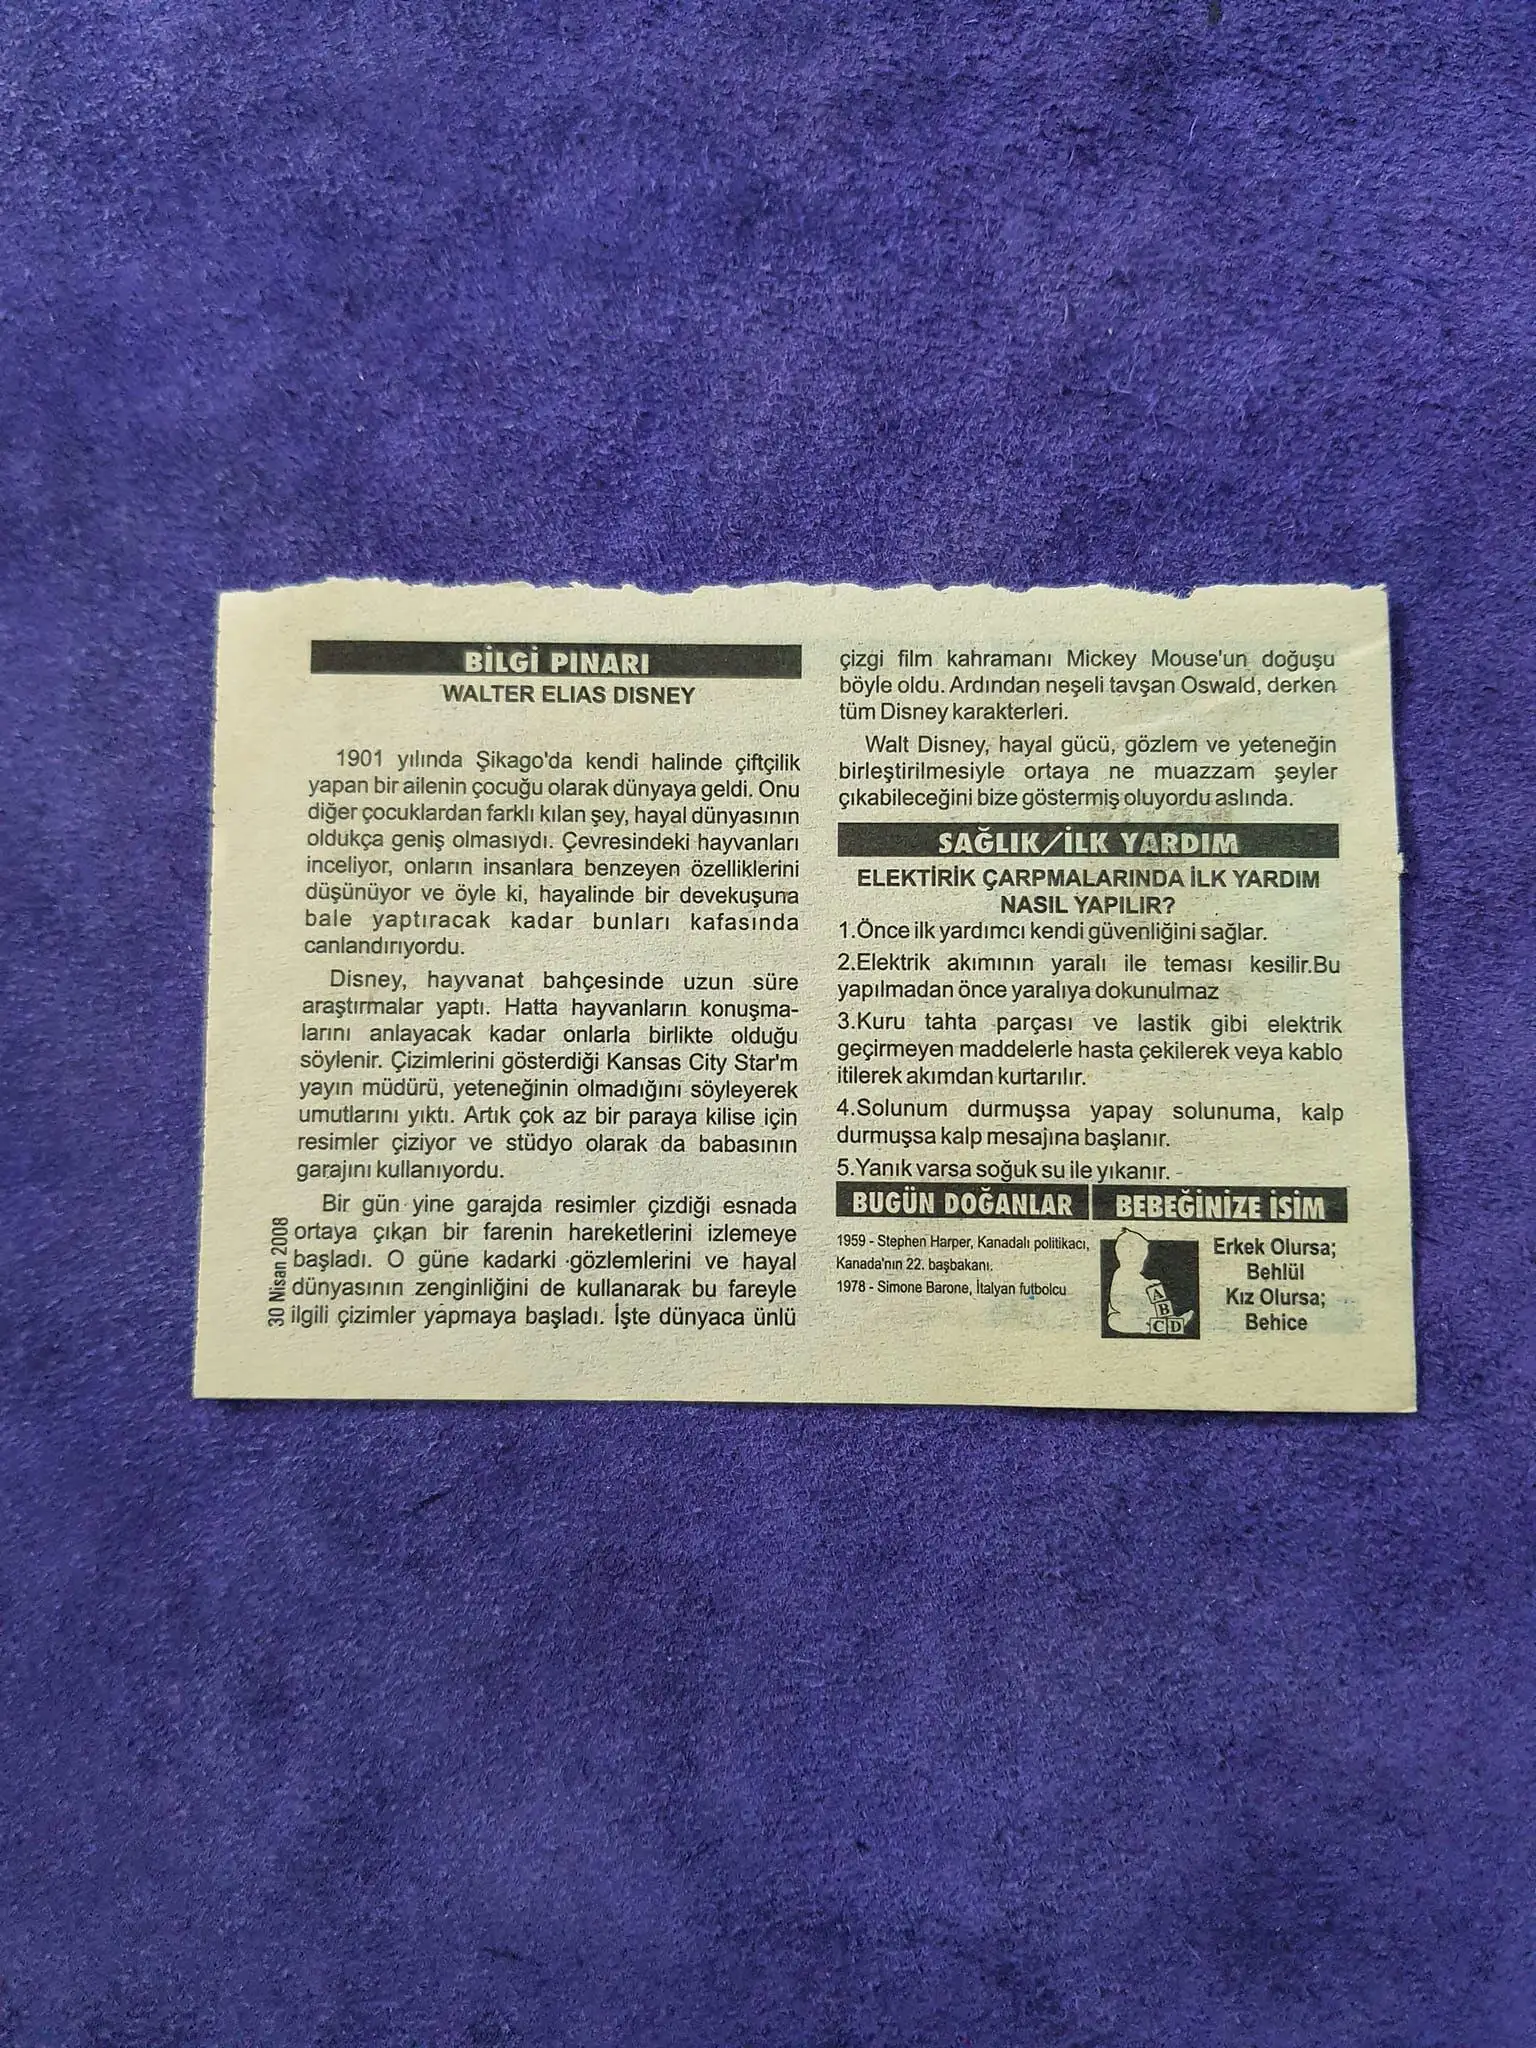 BİLGİ PINARI
WALTER ELIAS DISNEY
1901 yılında Şikago'da kendi halinde çiftçilik
yapan bir ailenin çocuğu olarak dünyaya geldi. Onu
diğer çocuklardan farklı kılan şey, hayal dünyasının
oldukça geniş olmasıydı. Çevresindeki hayvanları
inceliyor, onların insanlara benzeyen özelliklerini
düşünüyor ve öyle ki, hayalinde bir devekuşuna
bale yaptıracak kadar bunları kafasında
canlandırıyordu.
Disney, hayvanat bahçesinde uzun süre
araştırmalar yaptı. Hatta hayvanların konuşma-
larını anlayacak kadar onlarla birlikte olduğu
söylenir. Çizimlerini gösterdiği Kansas City Star'm
yayın müdürü, yeteneğinin olmadığını söyleyerek
umutlarını yıktı. Artık çok az bir paraya kilise için
resimler çiziyor ve stüdyo olarak da babasının
garajını kullanıyordu.
Bir gün yine garajda resimler çizdiği esnada
ortaya çıkan bir farenin hareketlerini izlemeye
başladı. O güne kadarki gözlemlerini ve hayal
dünyasının zenginliğini de kullanarak bu fareyle
ilgili çizimler yapmaya başladı. İşte dünyaca ünlü
30 Nisan 2008
çizgi film kahramanı Mickey Mouse'un doğuşu
böyle oldu. Ardından neşeli tavşan Oswald, derken
tüm Disney karakterleri.
Walt Disney, hayal gücü, gözlem ve yeteneğin
birleştirilmesiyle ortaya ne muazzam şeyler
çıkabileceğini bize göstermiş oluyordu aslında.
SAĞLIK/İLK YARDIM
ELEKTİRİK ÇARPMALARINDA İLK YARDIM
NASIL YAPILIR?
1.Önce ilk yardımcı kendi güvenliğini sağlar.
2.Elektrik akımının yaralı ile teması kesilir.Bu
yapılmadan önce yaralıya dokunulmaz
3.Kuru tahta parçası ve lastik gibi elektrik
geçirmeyen maddelerle hasta çekilerek veya kablo
itilerek akımdan kurtarılır.
4.Solunum durmuşsa yapay solunuma, kalp
durmuşsa kalp mesajına başlanır.
5.Yanık varsa soğuk su ile yıkanır.
BUGÜN DOĞANLAR
1959 - Stephen Harper, Kanadalı politikacı,
Kanada'nın 22. başbakanı.
1978 - Simone Barone, İtalyan futbolcu
BEBEĞİNİZE İSİM
A
B
C D
Erkek Olursa;
Behlül
Kız Olursa;
Behice